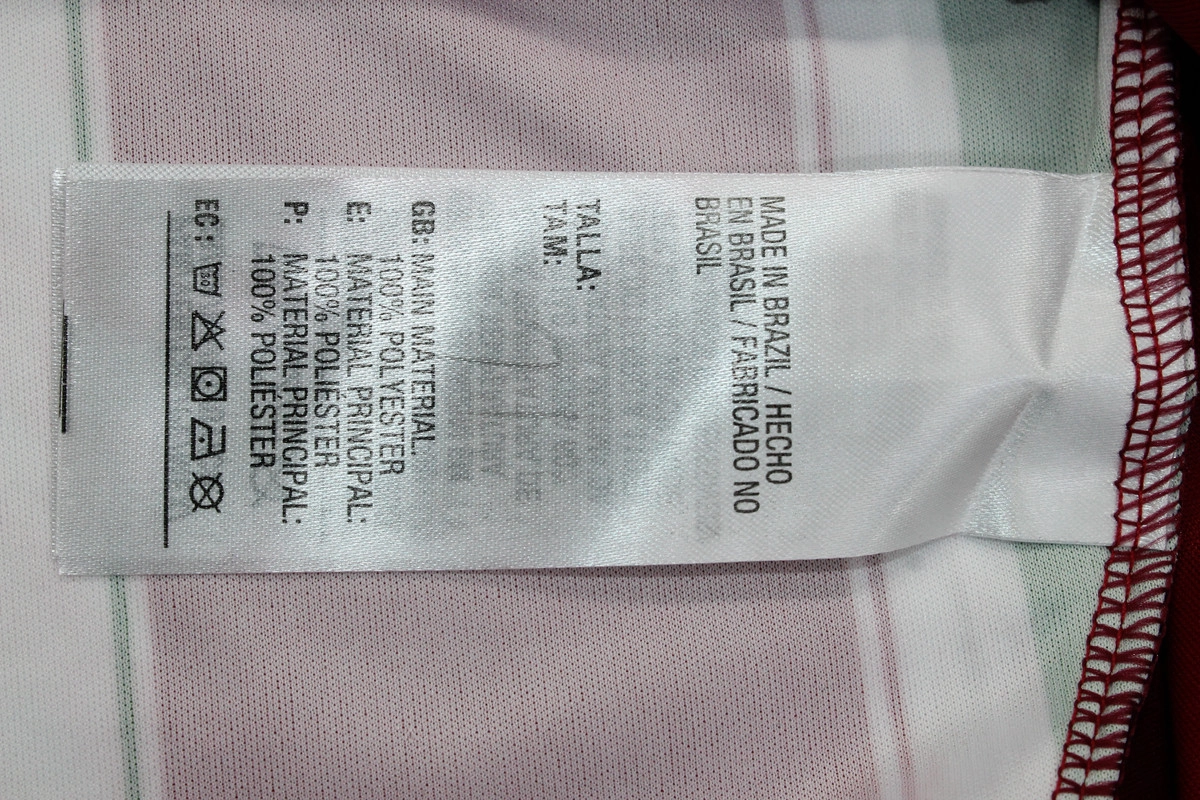 MADE IN BRAZIL / HECHO
EN BRASIL / FABRICADO NO
BRASIL
TALLA:
TAM:
GB: MAIN MATERIAL:
100% POLYESTER
E: MATERIAL PRINCIPAL:
100% POLIÉSTER
P: MATERIAL PRINCIPAL:
100% POLIÉSTER
EC: